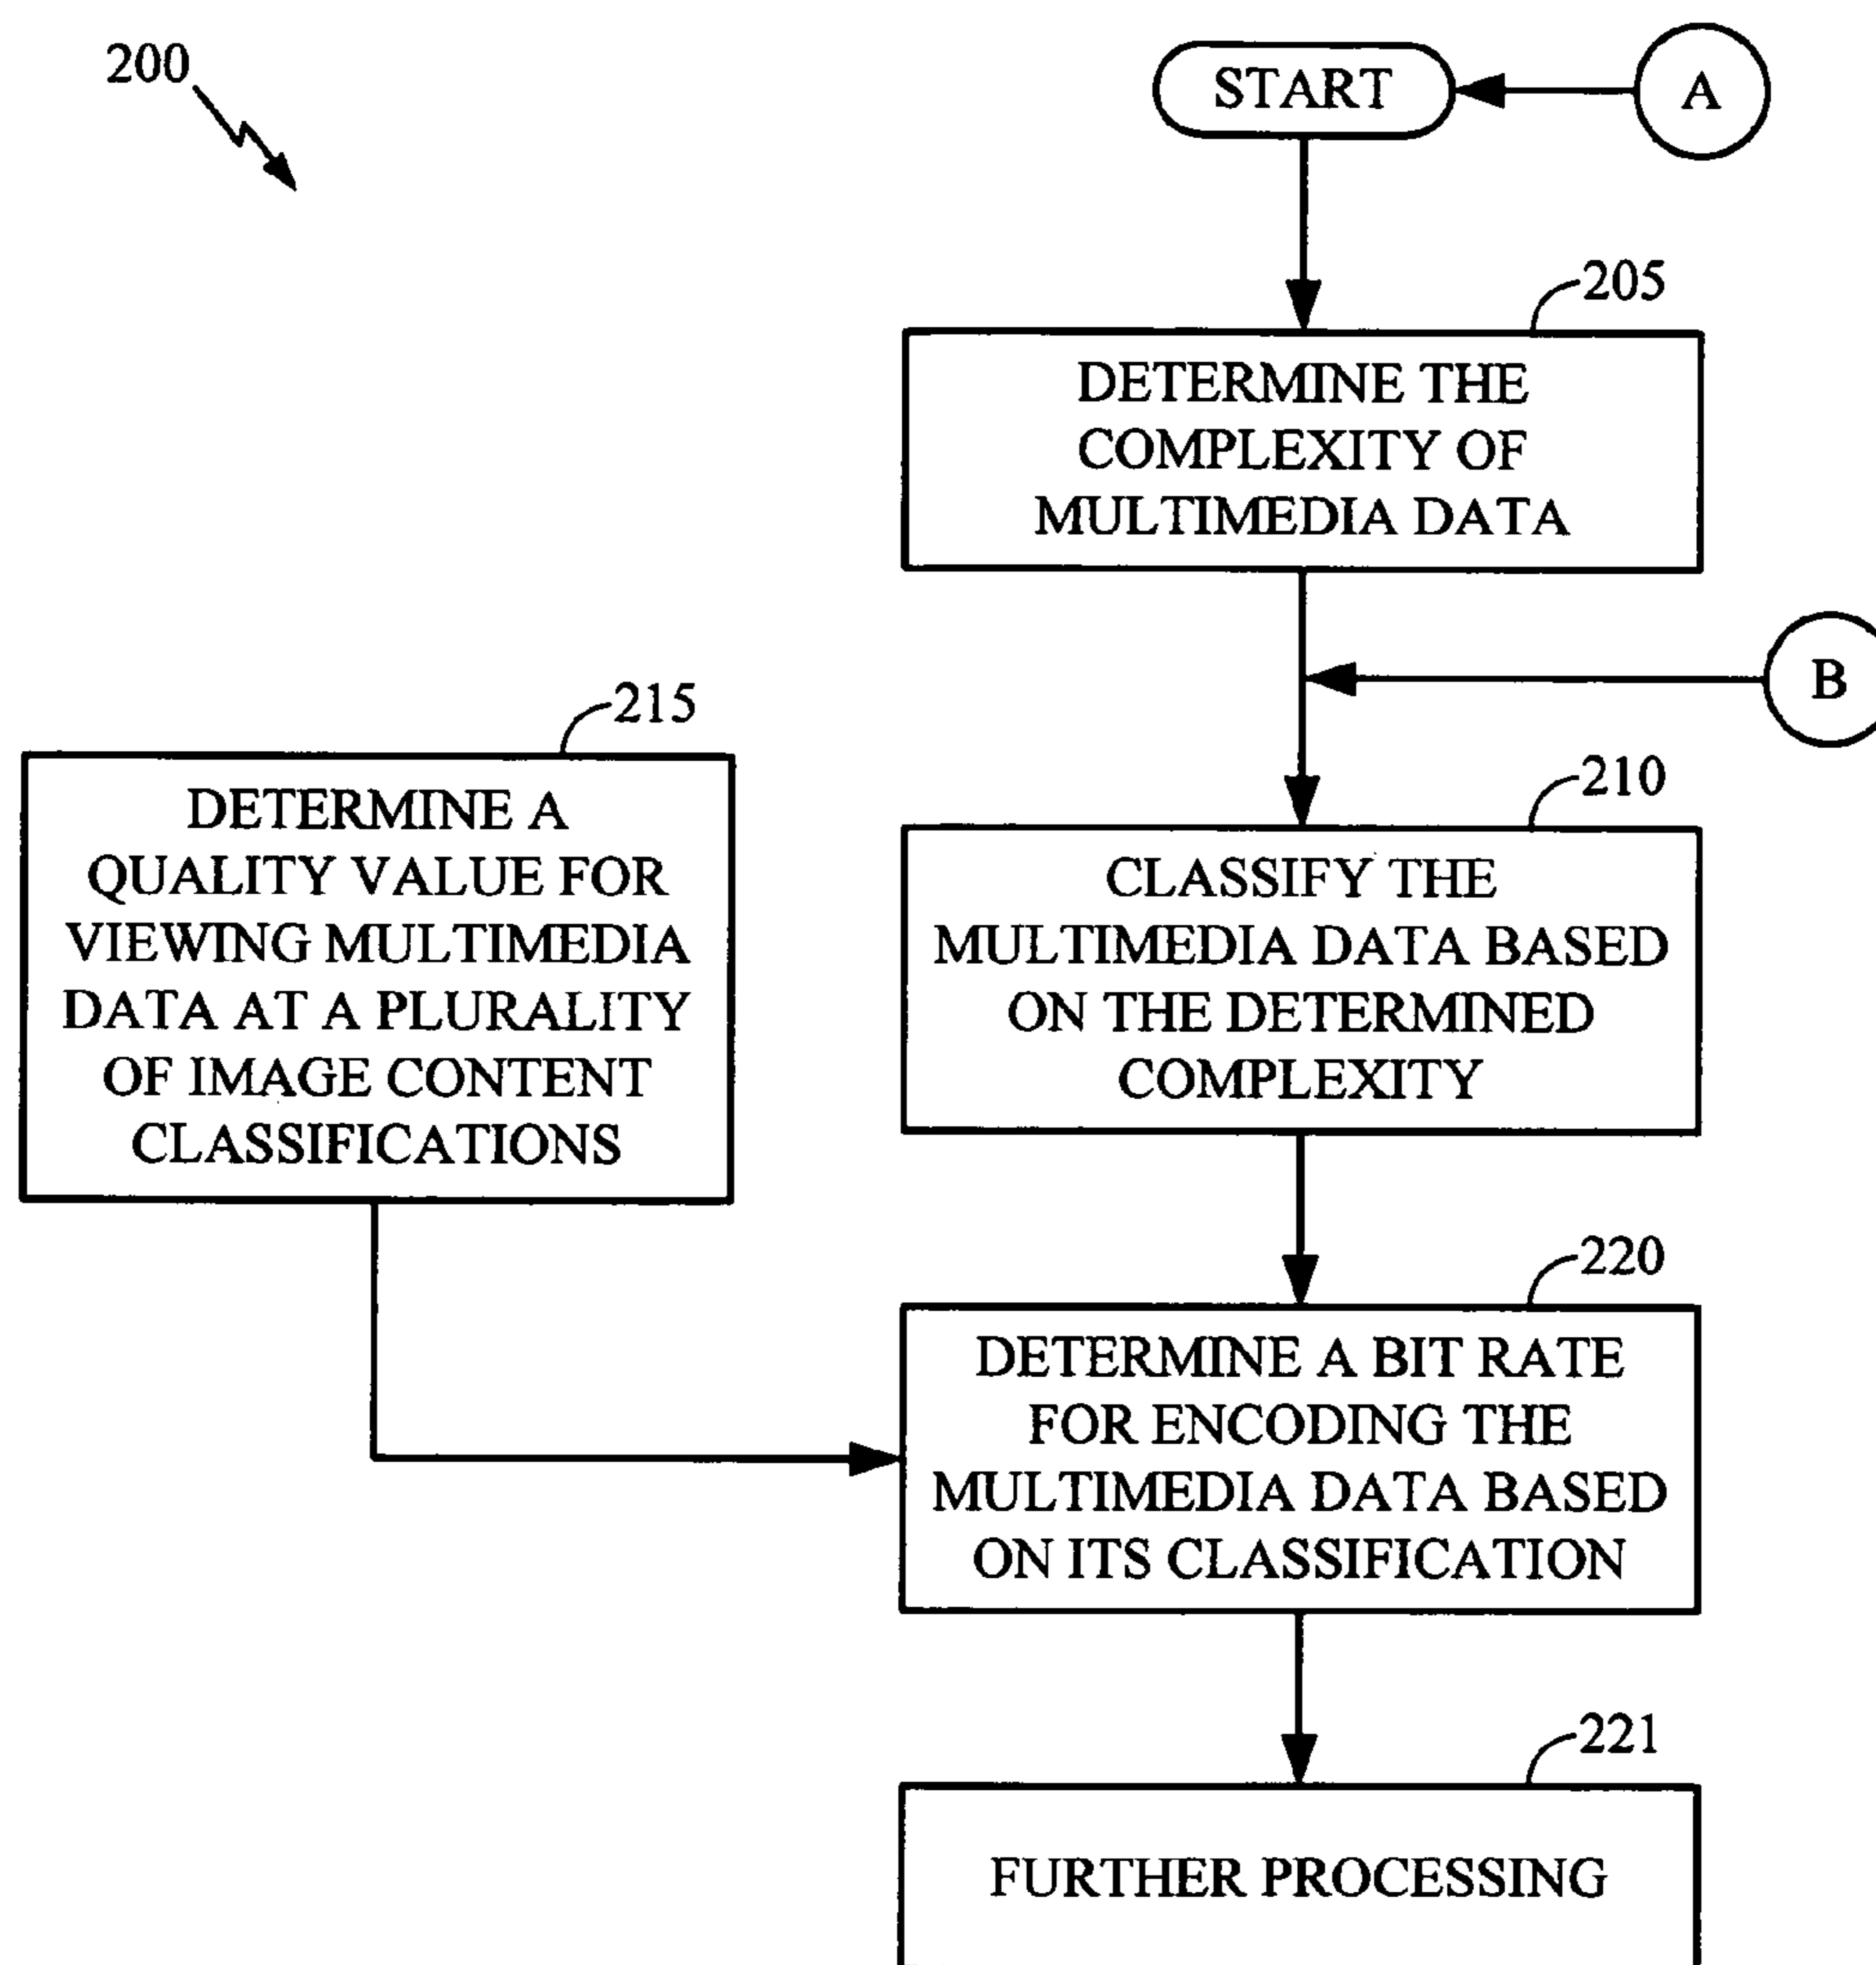 200
START
A
205
DETERMINE THE
COMPLEXITY OF
MULTIMEDIA DATA
B
215
DETERMINE A
QUALITY VALUE FOR
VIEWING MULTIMEDIA
DATA AT A PLURALITY
OF IMAGE CONTENT
CLASSIFICATIONS
210
CLASSIFY THE
MULTIMEDIA DATA BASED
ON THE DETERMINED
COMPLEXITY
220
DETERMINE A BIT RATE
FOR ENCODING THE
MULTIMEDIA DATA BASED
ON ITS CLASSIFICATION
221
FURTHER PROCESSING